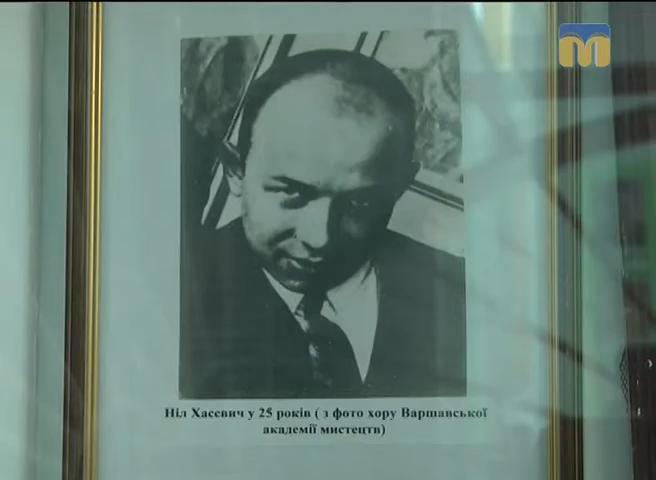 Ніл Хасевич у 25 років ( з фото хору Варшавської
академії мистецтв)